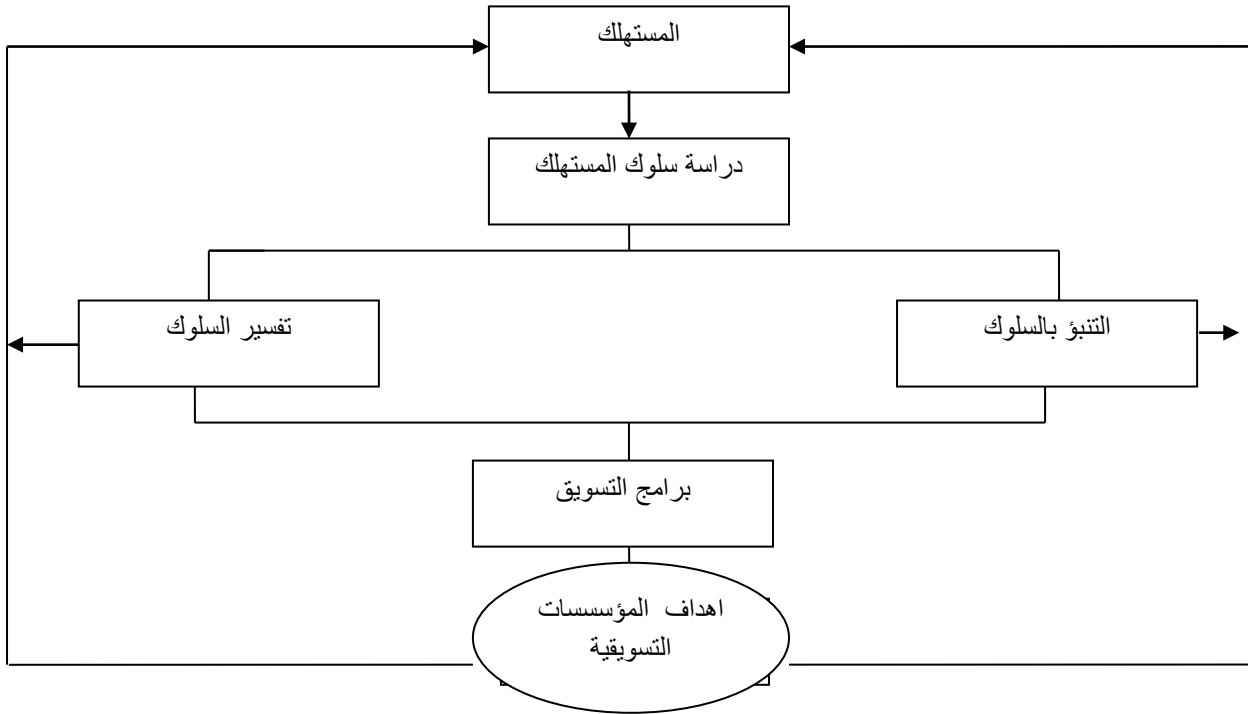 المستهلك
دراسة سلوك المستهلك
التنبؤ بالسلوك
تفسير السلوك
برامج التسويق
اهداف المؤسسسات
التسويقية